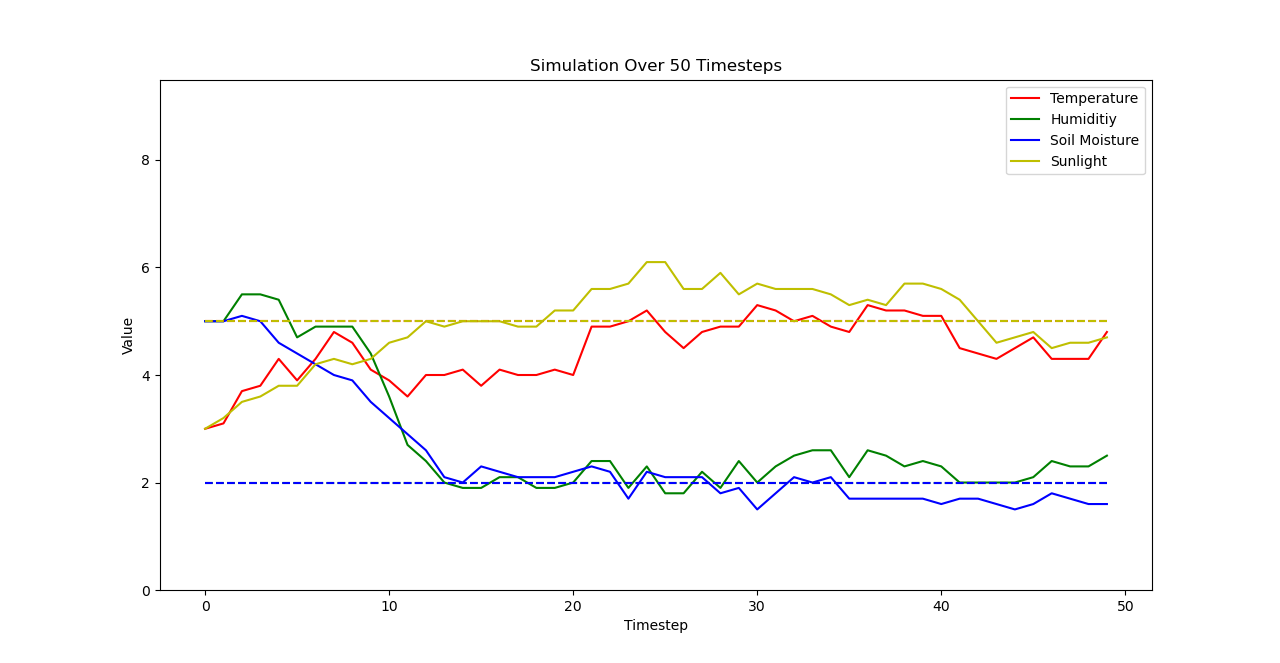 Simulation Over 50 Timesteps
Temperature
Humiditiy
Soil Moisture
Sunlight
Value
8
6
4
2
0
0 10 20 30 40 50
Timestep